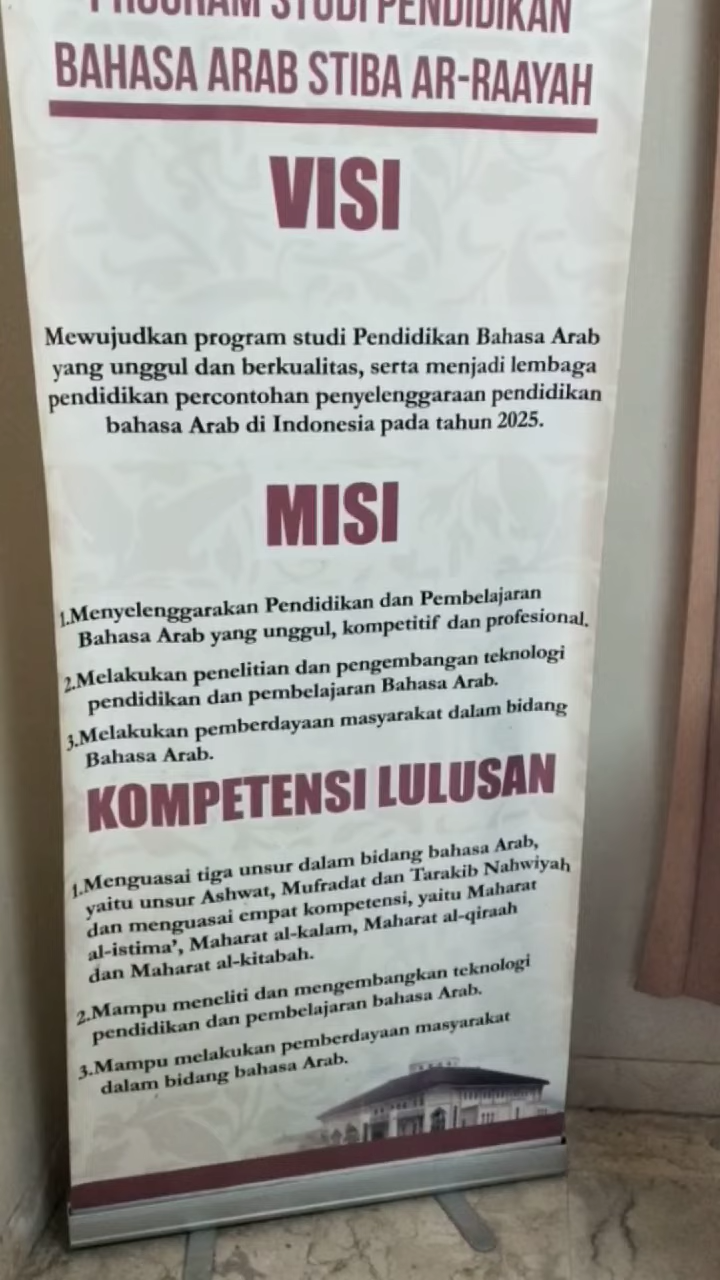 PROGRAM STUDI PENDIDIKAN
BAHASA ARAB STIBA AR-RAAYAH
VISI
Mewujudkan program studi Pendidikan Bahasa Arab
yang unggul dan berkualitas, serta menjadi lembaga
pendidikan percontohan penyelenggaraan pendidikan
bahasa Arab di Indonesia pada tahun 2025.
MISI
1.Menyelenggarakan Pendidikan dan Pembelajaran
Bahasa Arab yang unggul, kompetitif dan profesional.
2.Melakukan penelitian dan pengembangan teknologi
pendidikan dan pembelajaran Bahasa Arab.
3.Melakukan pemberdayaan masyarakat dalam bidang
Bahasa Arab.
KOMPETENSI LULUSAN
1.Menguasai tiga unsur dalam bidang bahasa Arab,
yaitu unsur Ashwat, Mufradat dan Tarakib Nahwiyah
dan menguasai empat kompetensi, yaitu Maharat
al-istima’, Maharat al-kalam, Maharat al-qiraah
dan Maharat al-kitabah.
2.Mampu meneliti dan mengembangkan teknologi
pendidikan dan pembelajaran bahasa Arab.
3.Mampu melakukan pemberdayaan masyarakat
dalam bidang bahasa Arab.